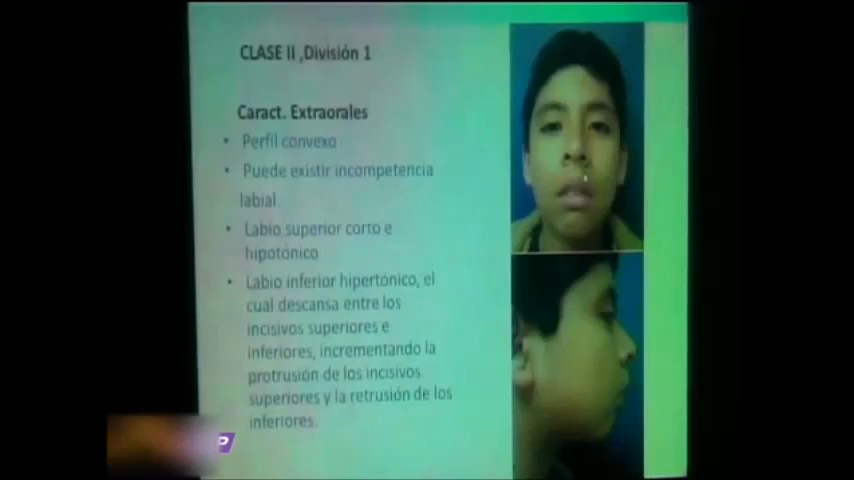 CLASE II ,División 1
Caract. Extraorales
• Perfil convexo
• Puede existir incompetencia
labial.
• Labio superior corto e
hipotónico
• Labio inferior hipertónico, el
cual descansa entre los
incisivos superiores e
inferiores, incrementando la
protrusión de los incisivos
superiores y la retrusión de los
inferiores.
P